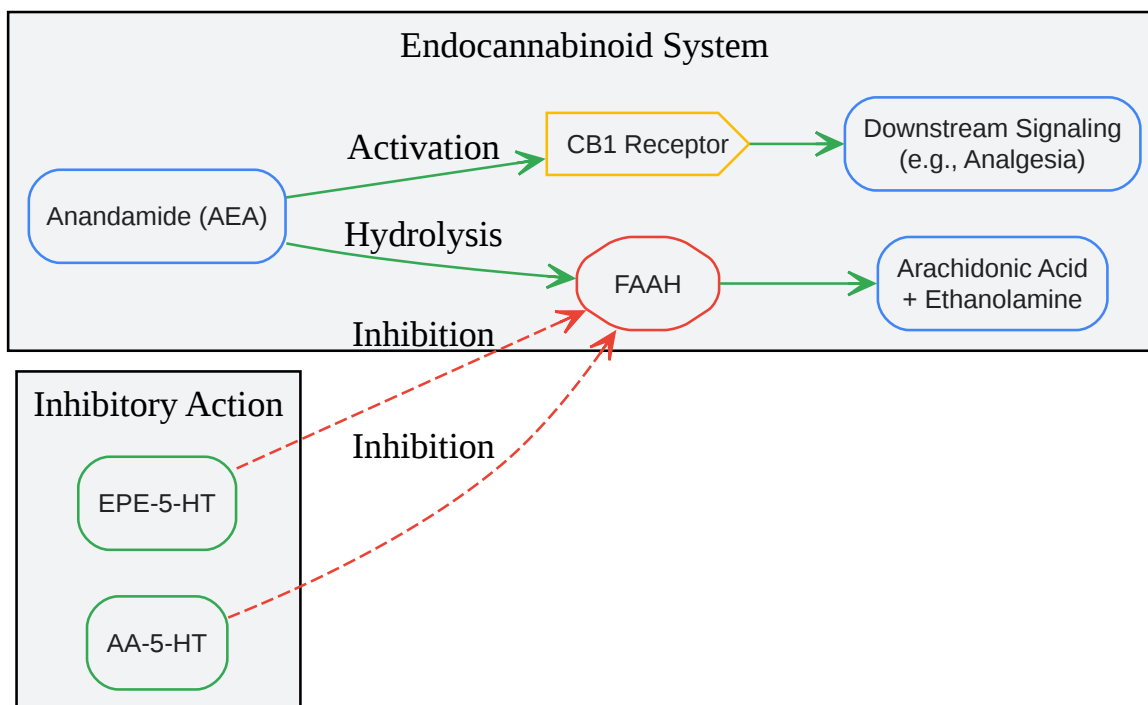 Endocannabinoid System
Activation
CB1 Receptor
Downstream Signaling
(e.g., Analgesia)
Anandamide (AEA)
Hydrolysis
FAAH
Arachidonic Acid
+ Ethanolamine
Inhibition
Inhibitory Action
Inhibition
EPE-5-HT
AA-5-HT